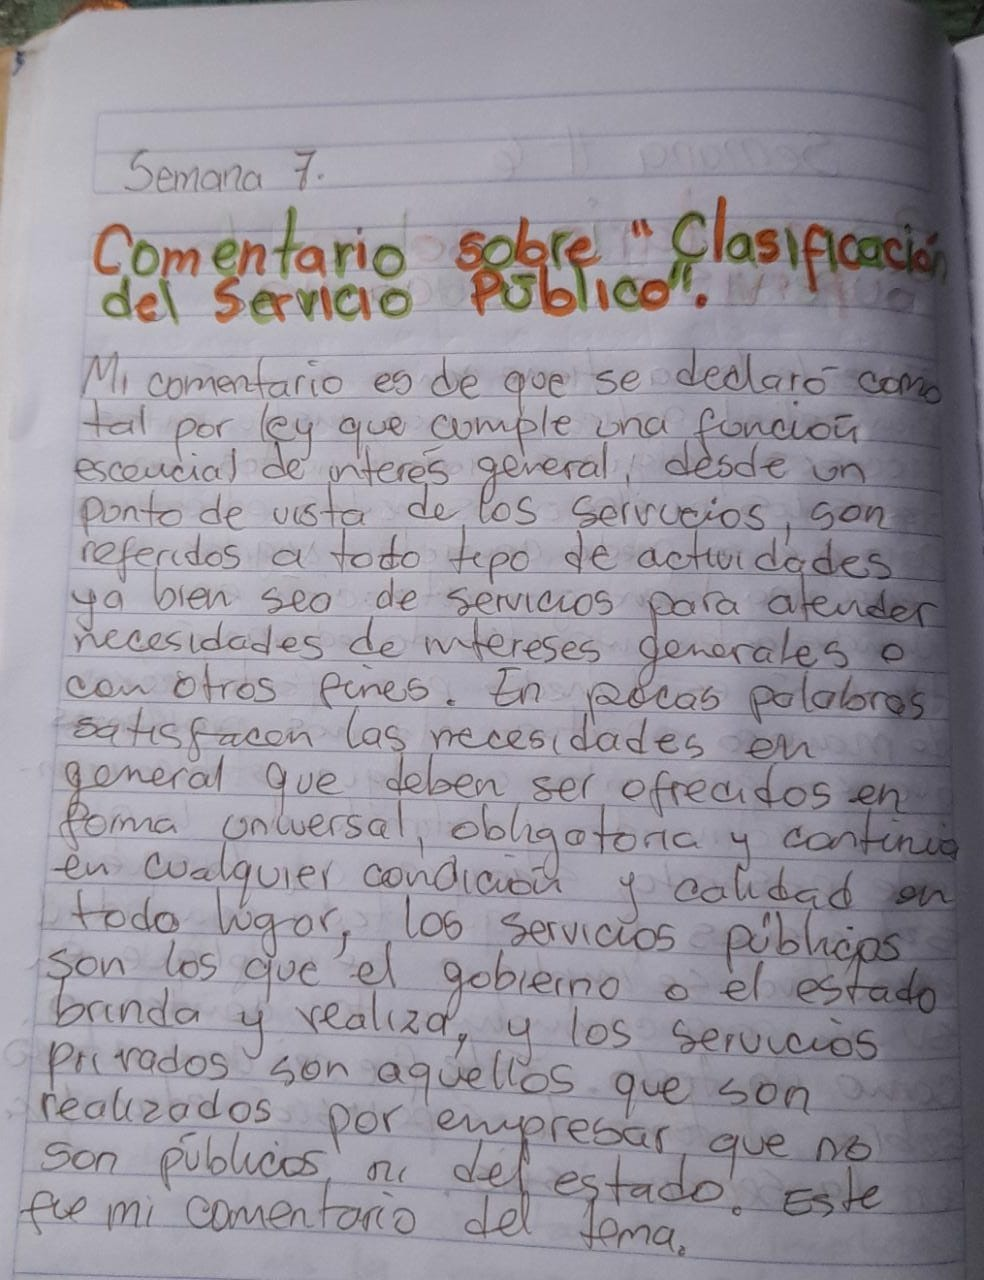 Semana 7.
Comentario sobre "Clasificación
del Servicio Público".
Mi comentario es de que se declaró como
tal por ley que cumple una función
escencial de interés general, desde un
punto de vista de los servicios, son
referidos a todo tipo de actividades
ya bien sea de servicios para atender
necesidades de intereses generales o
con otros fines. En pocas palabras
satisfacen las necesidades en
general que deben ser ofrecidos en
forma universal, obligatoria y continia
en cualquier condición y calidad en
todo lugar, los servicios públicos
son los que el gobierno o el estado
brinda y realiza, y los servicios
privados son aquellos que son
realizados por empresar que no
son públicos ni del estado. Este
fue mi comentario del tema.